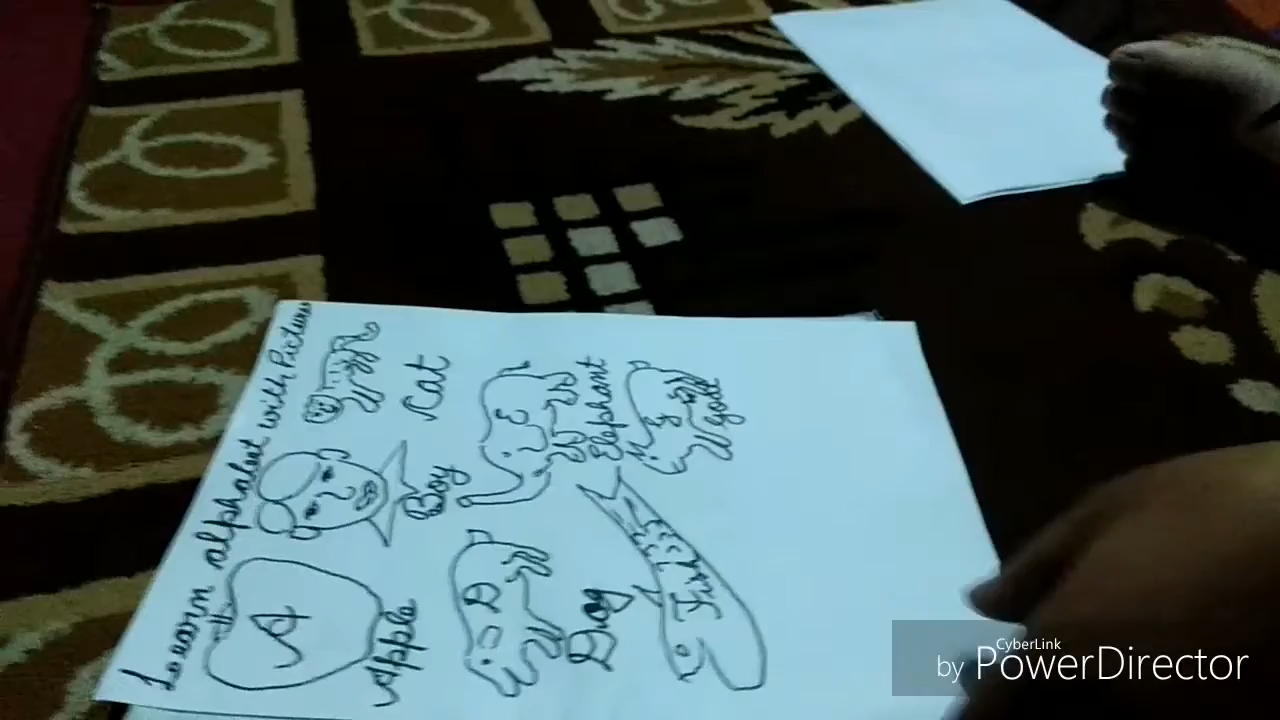 Learn alphabet with Picture
A
Apple
Boy
Cat
D
Dog
E
Elephant
Fish
goat
CyberLink
by PowerDirector